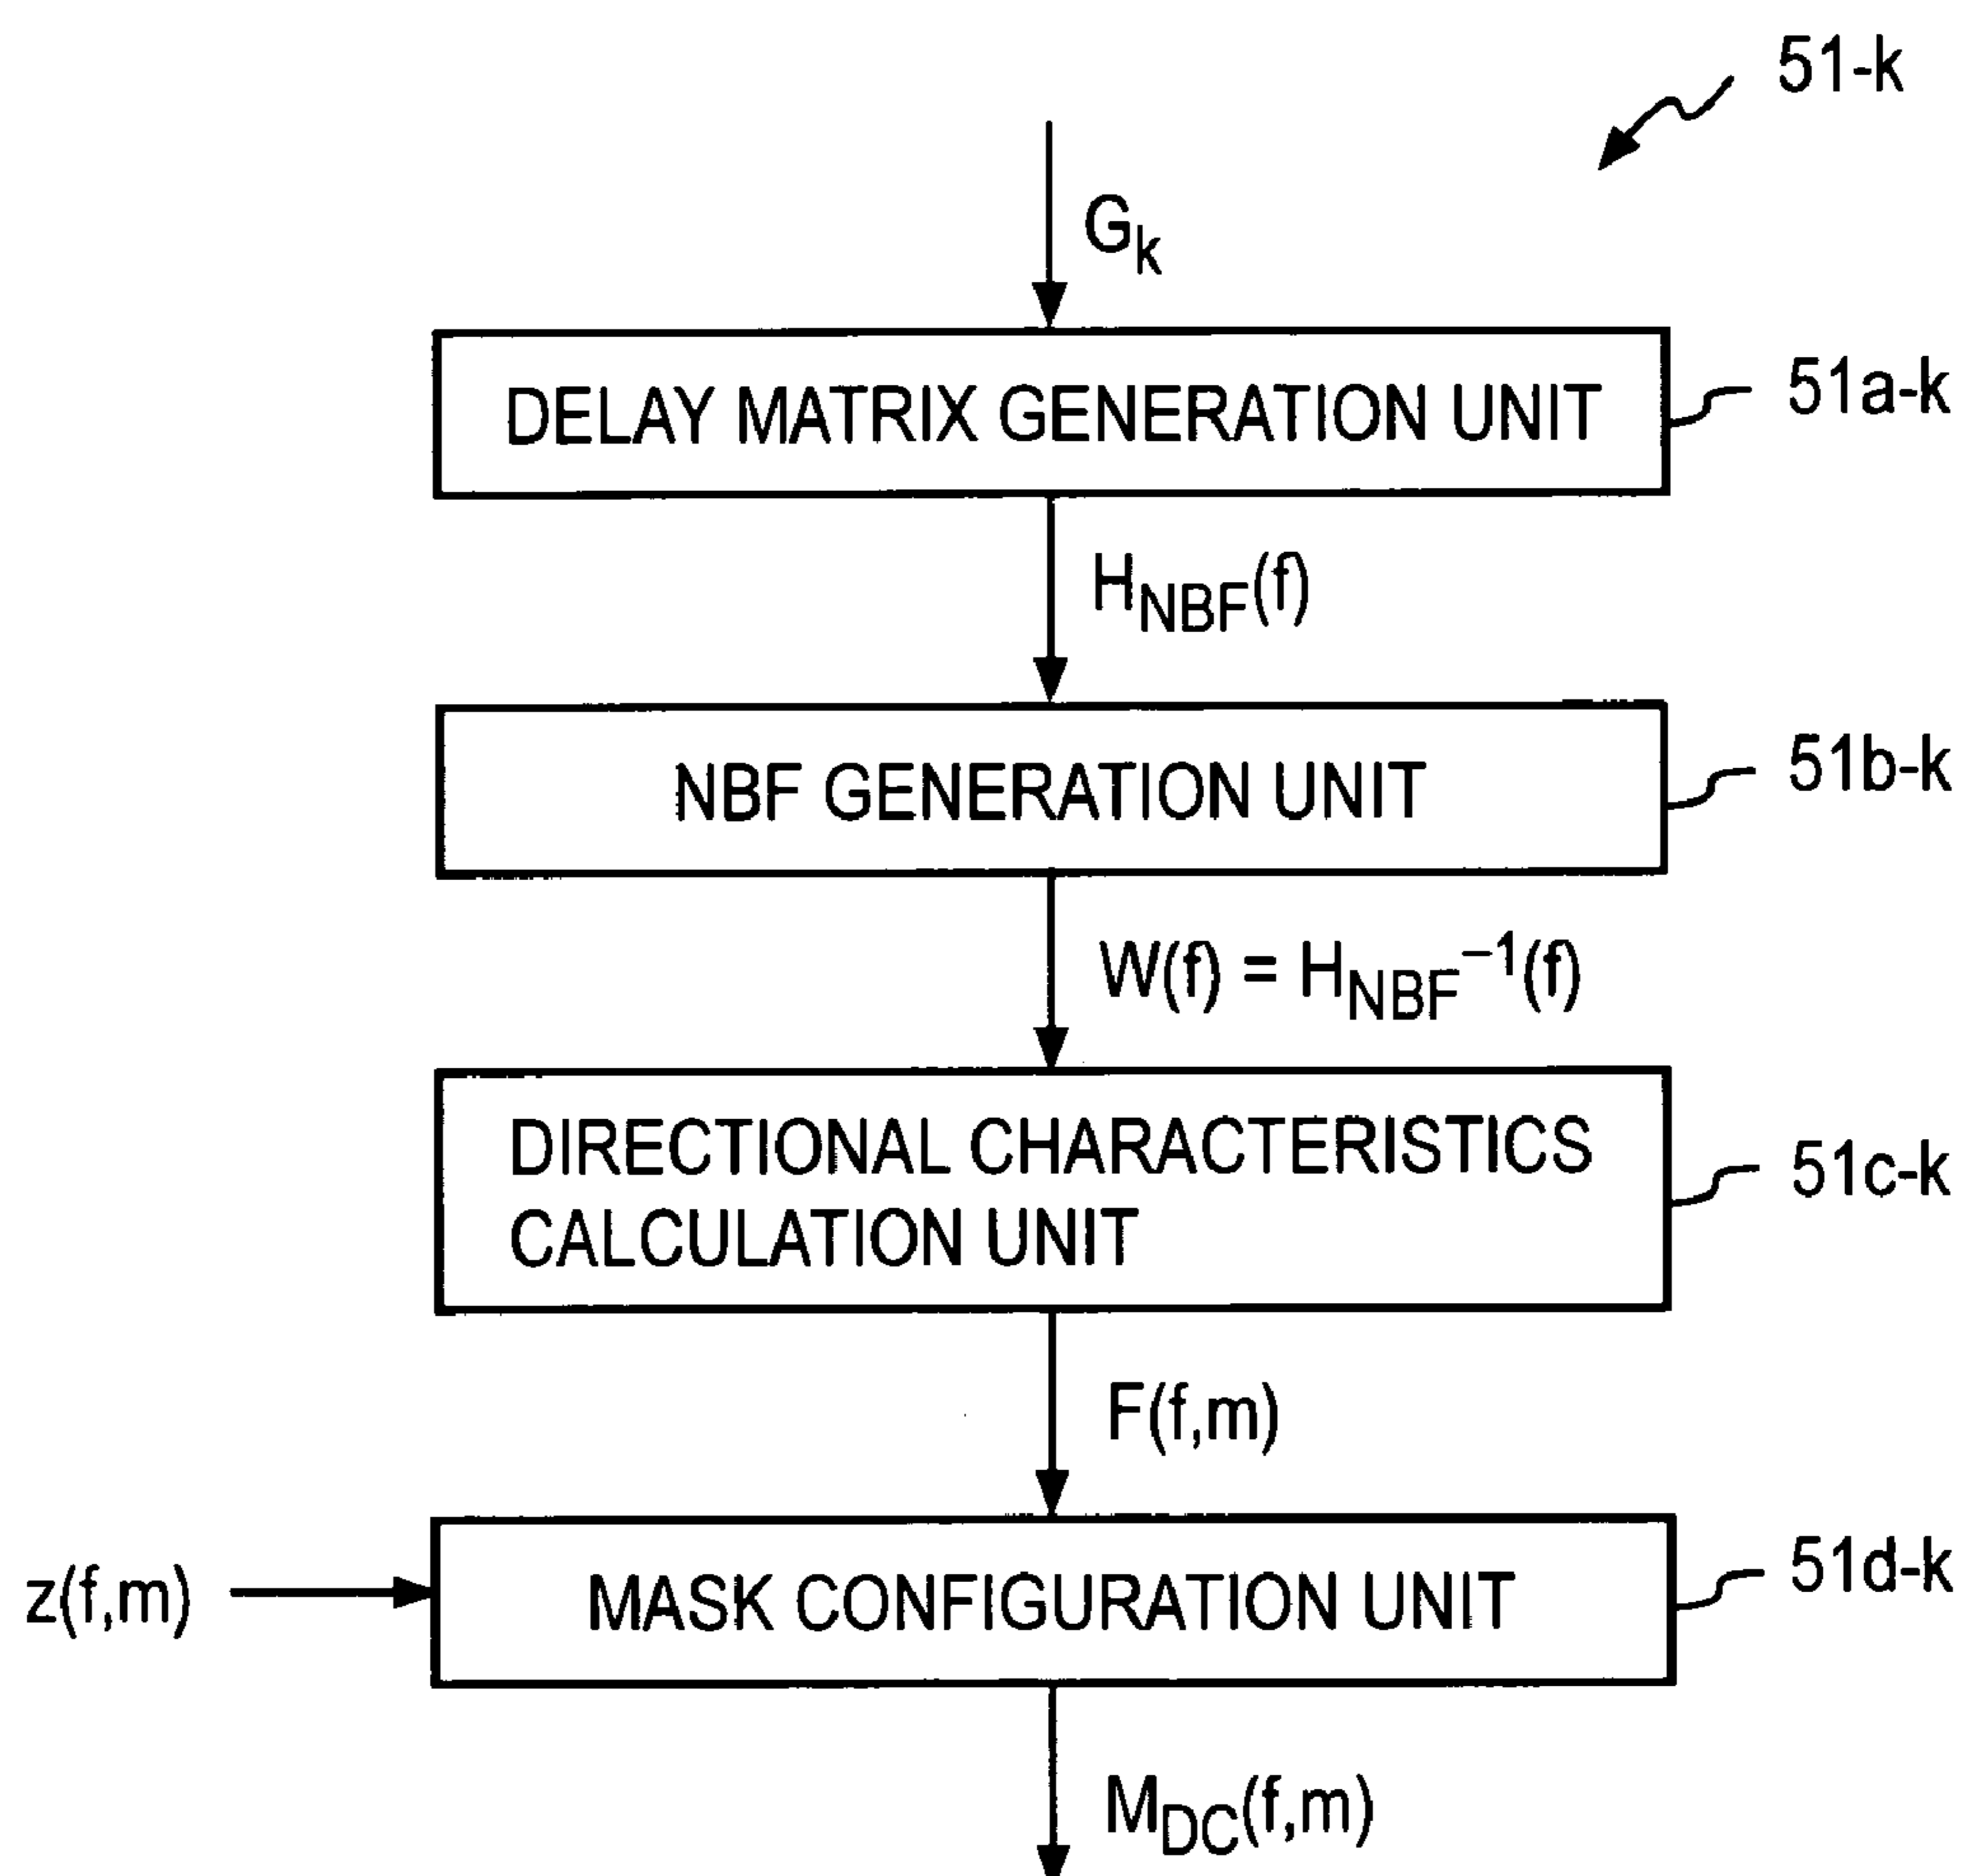 51-k
G_k
DELAY MATRIX GENERATION UNIT
51a-k
H_NBF(f)
NBF GENERATION UNIT
51b-k
W(f) = H_NBF^−1(f)
DIRECTIONAL CHARACTERISTICS
CALCULATION UNIT
51c-k
F(f,m)
z(f,m)
MASK CONFIGURATION UNIT
51d-k
M_DC(f,m)